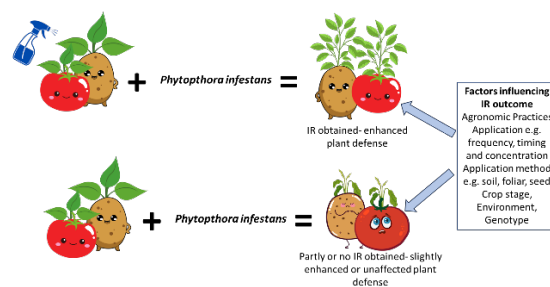 Phytopthora infestans
IR obtained- enhanced
plant defense
Factors influencing
IR outcome
Agronomic Practices
Application e.g.
frequency, timing
and concentration
Application method
e.g. soil, foliar, seed
Crop stage,
Environment,
Genotype
Phytopthora infestans
Partly or no IR obtained- slightly
enhanced or unaffected plant
defense